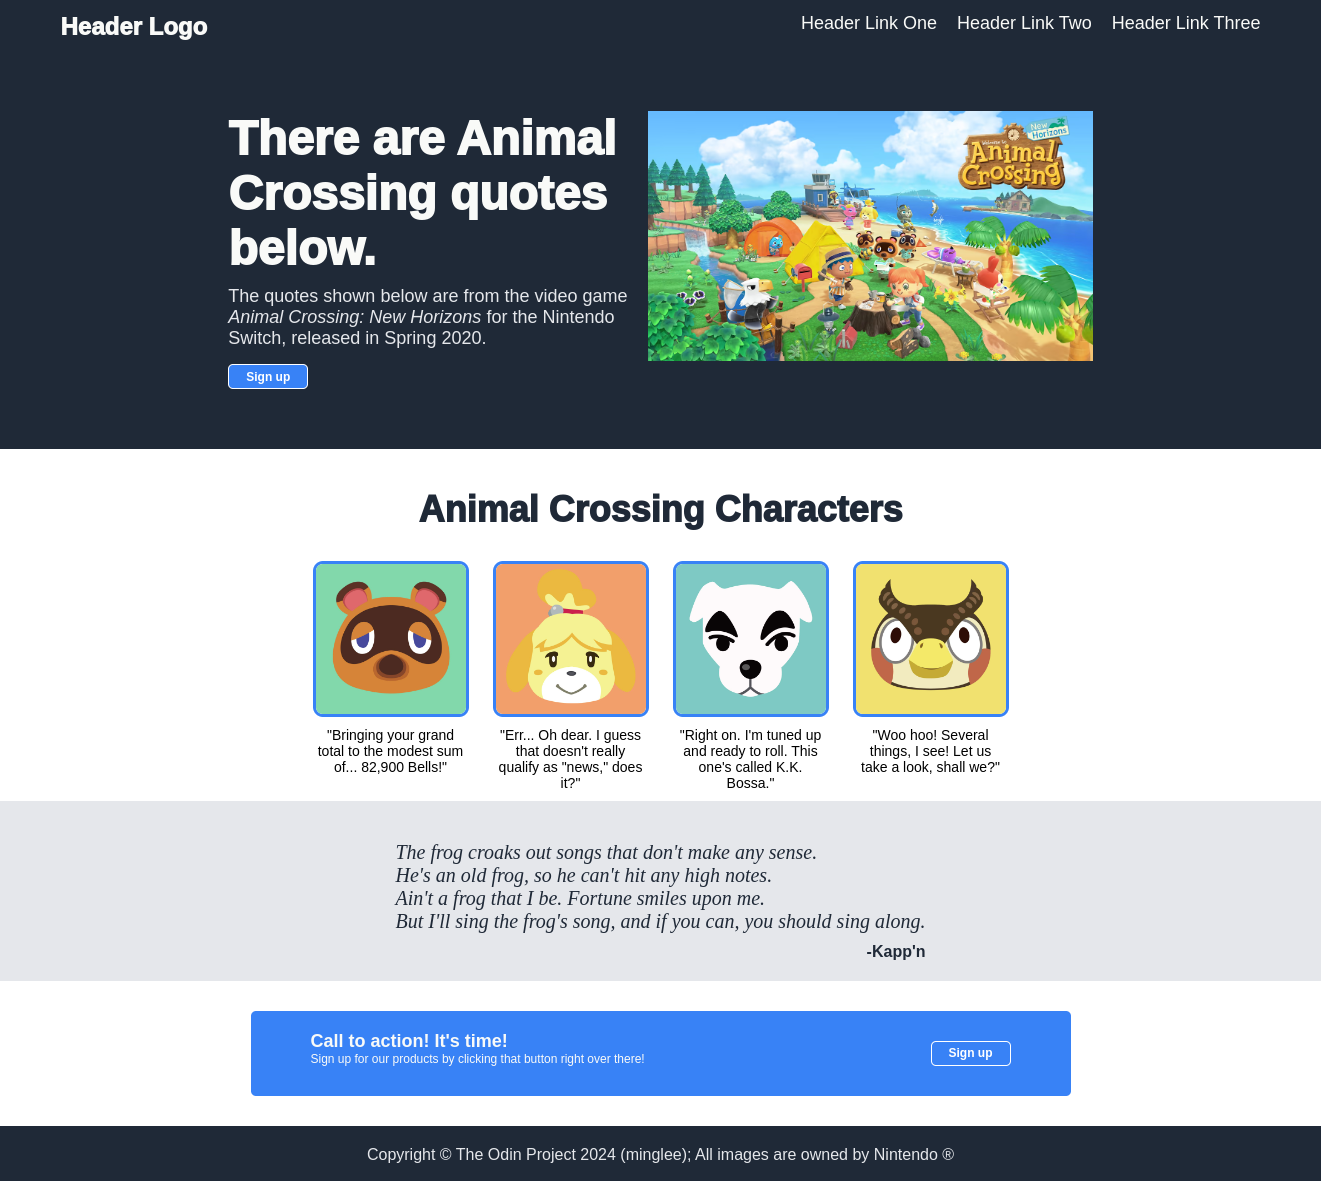 Header Logo
Header Link One Header Link Two Header Link Three
There are Animal
Crossing quotes
below.
New
Horizons
Welcome to
Animal
Crossing
The quotes shown below are from the video game
Animal Crossing: New Horizons for the Nintendo
Switch, released in Spring 2020.
Sign up
Animal Crossing Characters
"Bringing your grand
total to the modest sum
of... 82,900 Bells!"
"Err... Oh dear. I guess
that doesn't really
qualify as "news," does
it?"
"Right on. I'm tuned up
and ready to roll. This
one's called K.K.
Bossa."
"Woo hoo! Several
things, I see! Let us
take a look, shall we?"
The frog croaks out songs that don't make any sense.
He's an old frog, so he can't hit any high notes.
Ain't a frog that I be. Fortune smiles upon me.
But I'll sing the frog's song, and if you can, you should sing along.
-Kapp'n
Call to action! It's time!
Sign up for our products by clicking that button right over there!
Sign up
Copyright © The Odin Project 2024 (minglee); All images are owned by Nintendo ®